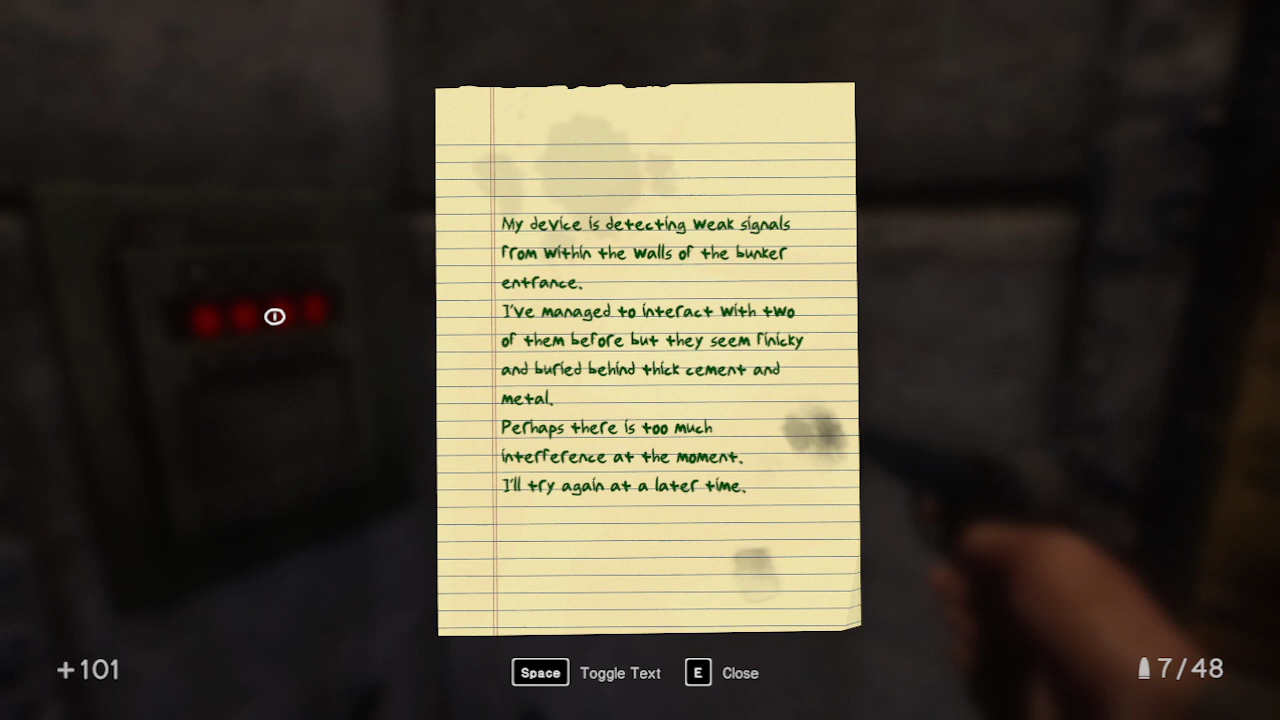 My device is detecting weak signals
from within the walls of the bunker
entrance.
I've managed to interact with two
of them before but they seem finicky
and buried behind thick cement and
metal.
Perhaps there is too much
interference at the moment.
I'll try again at a later time.
+101
Space Toggle Text E Close
7/48